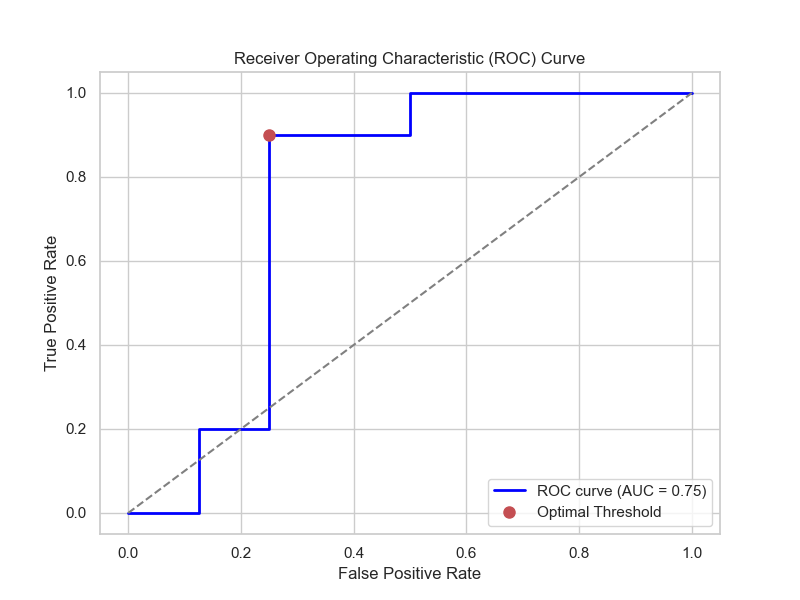 Receiver Operating Characteristic (ROC) Curve
True Positive Rate
1.0
0.8
0.6
0.4
0.2
0.0
ROC curve (AUC = 0.75)
Optimal Threshold
0.0 0.2 0.4 0.6 0.8 1.0
False Positive Rate